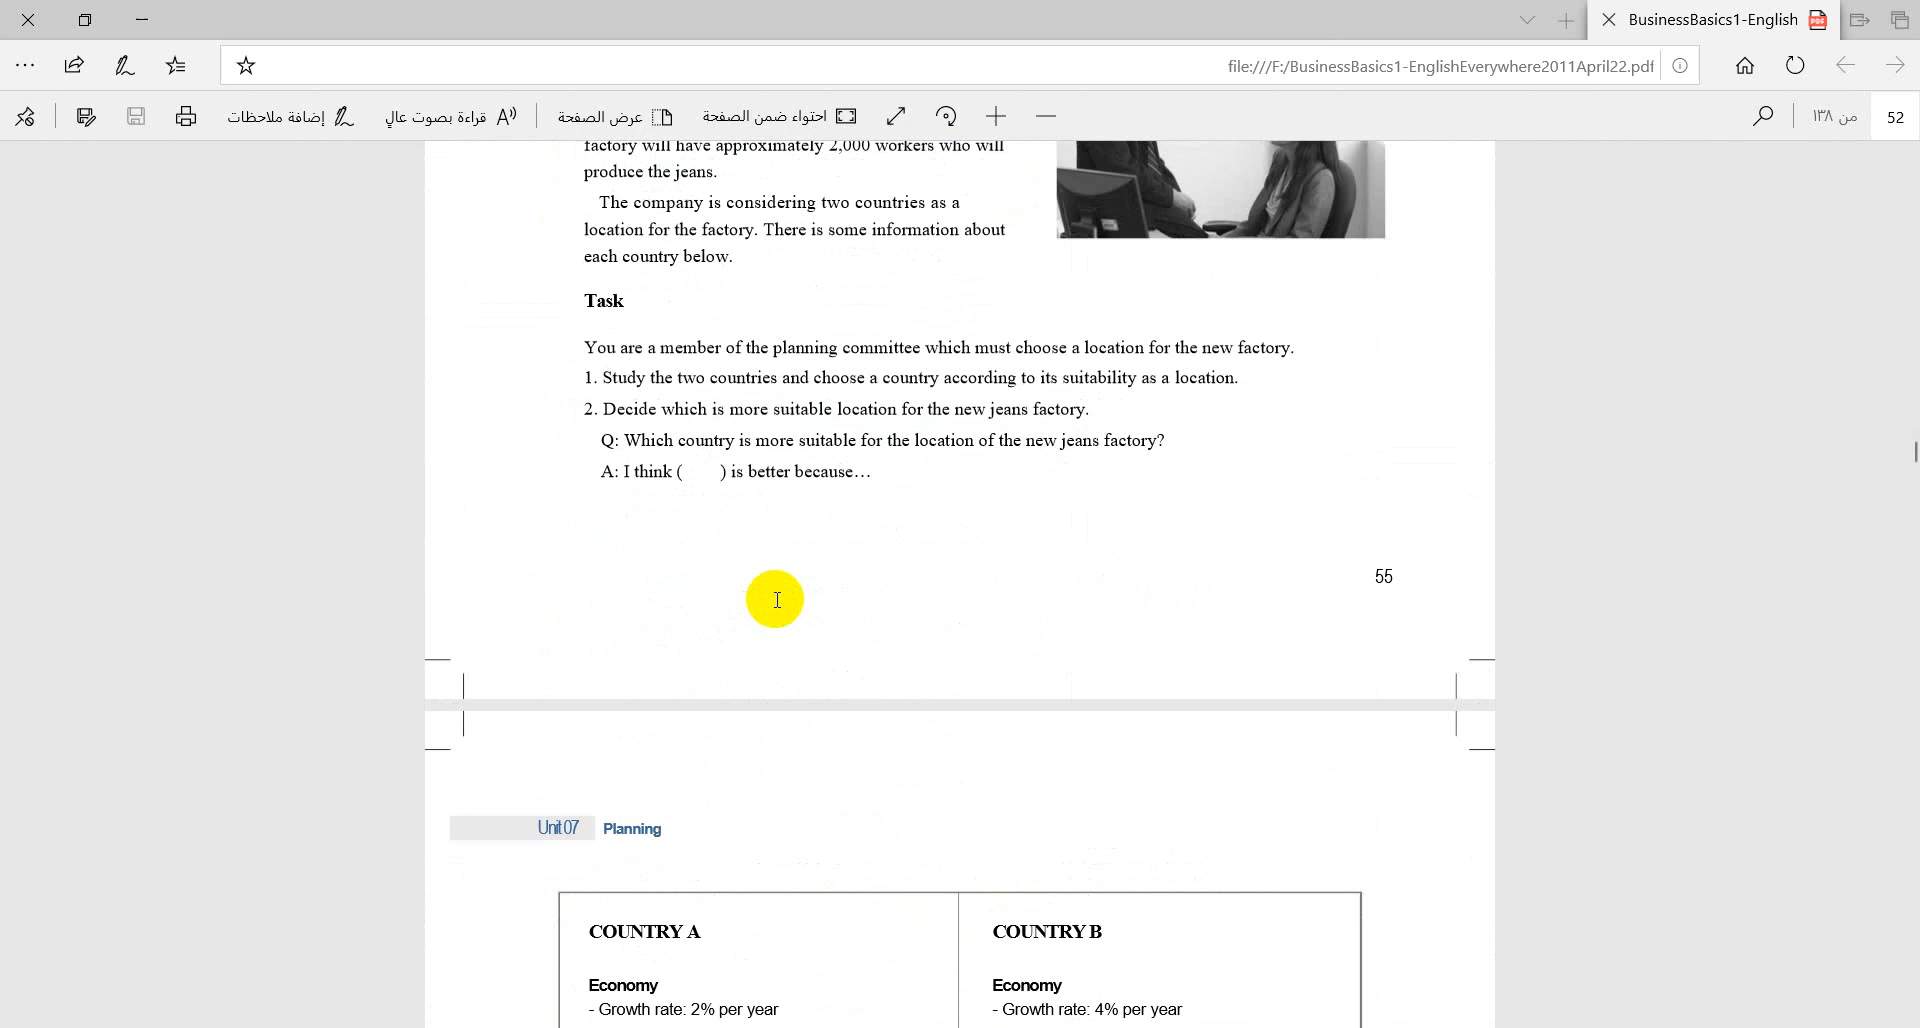 BusinessBasics1-English
file:///F:/BusinessBasics1-EnglishEverywhere2011April22.pdf
52
من ١٣٨
احتواء ضمن الصفحة
عرض الصفحة
قراءة بصوت عالٍ
إضافة ملاحظات
factory will have approximately 2,000 workers who will
produce the jeans.
The company is considering two countries as a
location for the factory. There is some information about
each country below.
Task
You are a member of the planning committee which must choose a location for the new factory.
1. Study the two countries and choose a country according to its suitability as a location.
2. Decide which is more suitable location for the new jeans factory.
Q: Which country is more suitable for the location of the new jeans factory?
A: I think ( ) is better because…
55
Unit 07 Planning
COUNTRY A
Economy
- Growth rate: 2% per year
COUNTRY B
Economy
- Growth rate: 4% per year